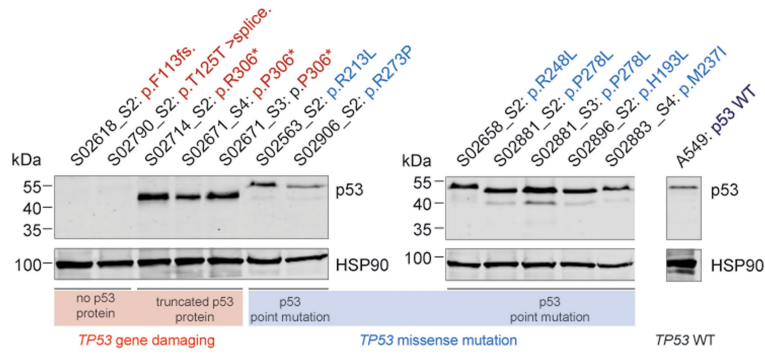 S02618_S2: p.F113fs.
S02790_S2: p.T125T >splice.
S02714_S2: p.R306*
S02671_S4: p.P306*
S02671_S3: p.P306*
S02563_S2: p.R213L
S02906_S2: p.R273P
S02658_S2: p.R248L
S02881_S2: p.P278L
S02881_S3: p.P278L
S02896_S2: p.H193L
S02883_S4: p.M237I
A549: p53 WT
kDa
55
40
35
100
p53
HSP90
kDa
55
40
35
100
p53
HSP90
no p53
protein
truncated p53
protein
p53
point mutation
p53
point mutation
TP53 gene damaging
TP53 missense mutation
TP53 WT